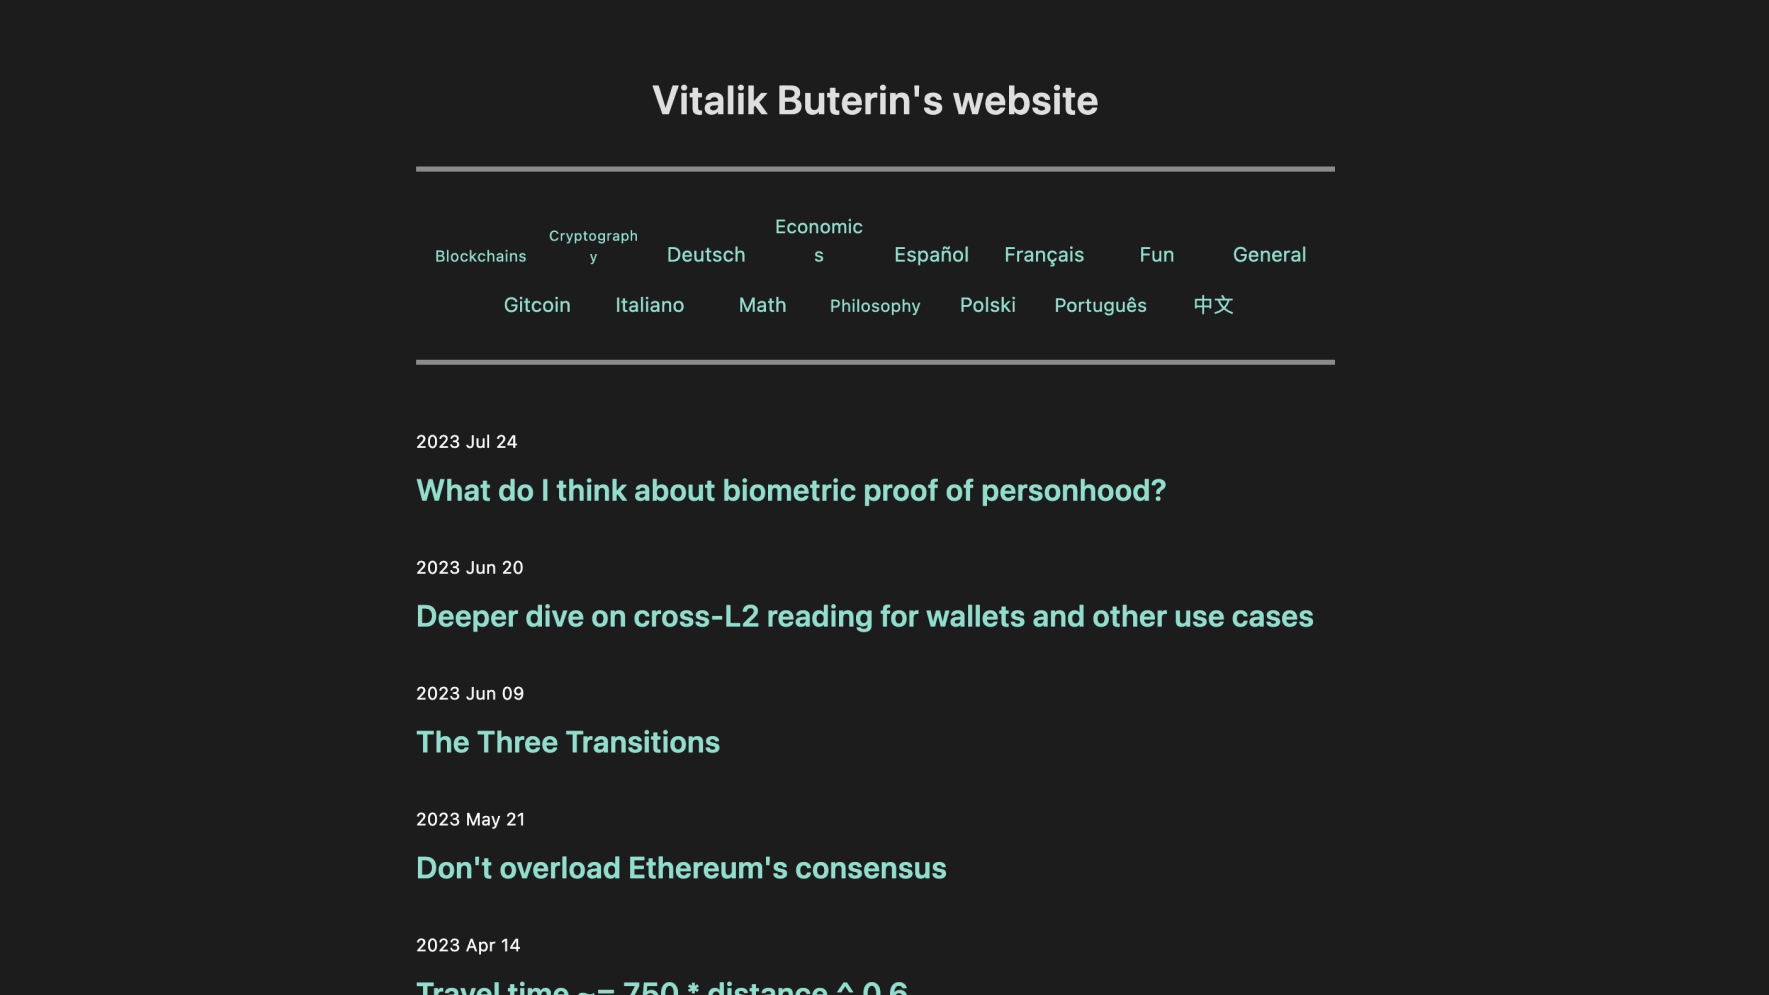 Vitalik Buterin's website
Blockchains
Cryptograph
y
Deutsch
Economic
s
Español
Français
Fun
General
Gitcoin
Italiano
Math
Philosophy
Polski
Português
中文
2023 Jul 24
What do I think about biometric proof of personhood?
2023 Jun 20
Deeper dive on cross-L2 reading for wallets and other use cases
2023 Jun 09
The Three Transitions
2023 May 21
Don't overload Ethereum's consensus
2023 Apr 14
Travel time ~= 750 * distance ^ 0.6